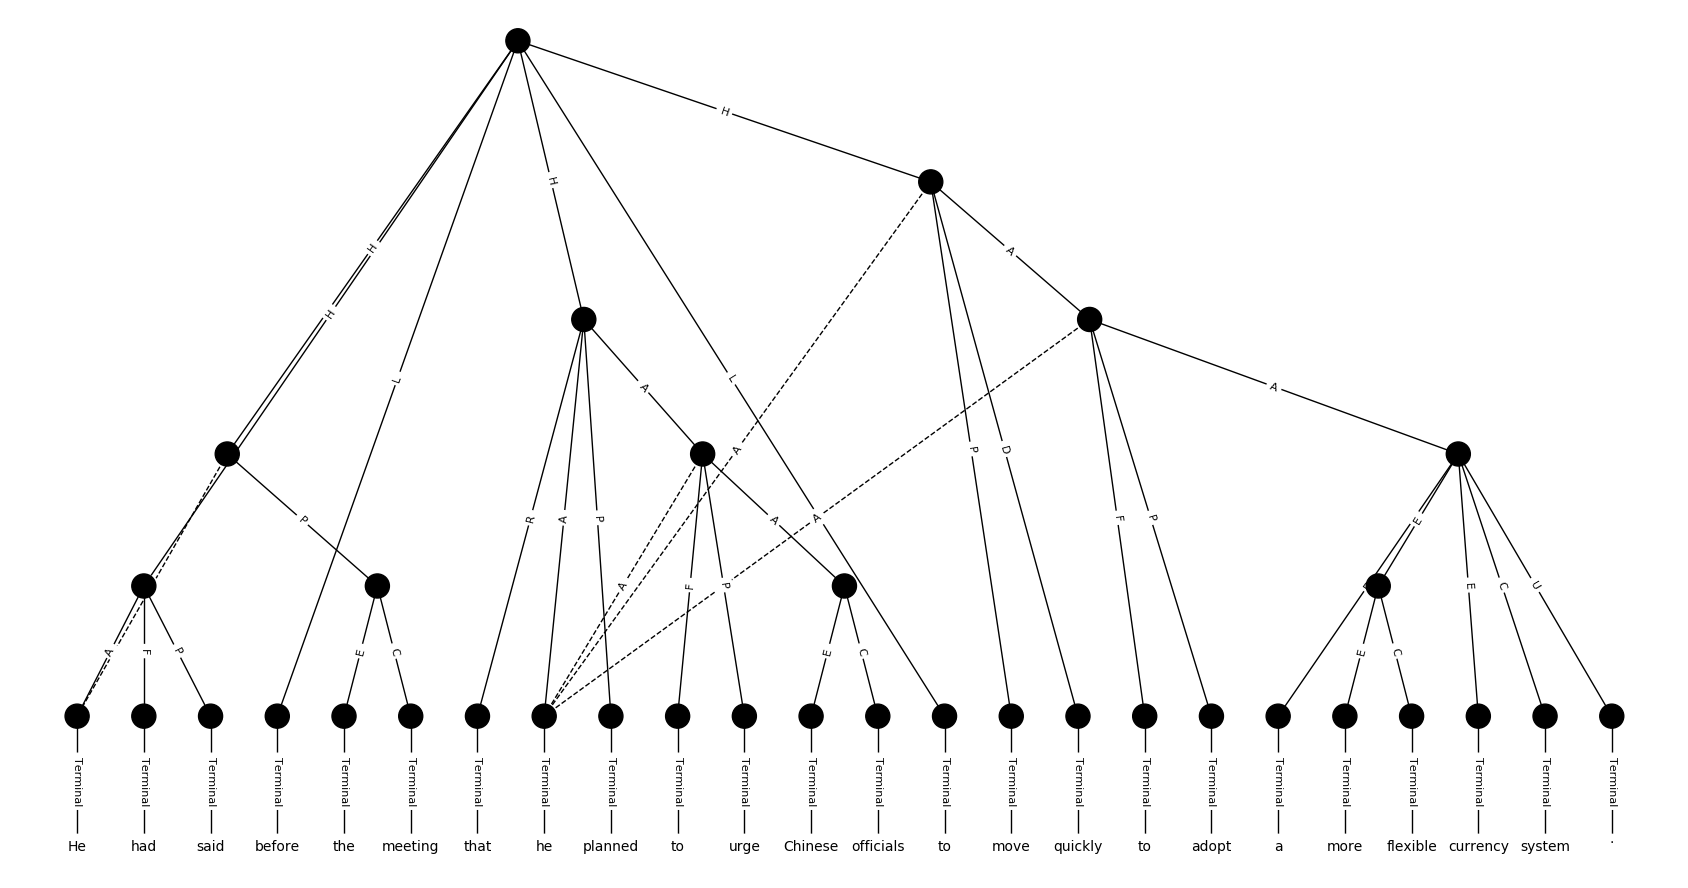 H
H
H
H
L
H
L
A
A
A
A
R
A
P
A
P
D
A
A
P
F
P
E
A
F
P
E
E
C
U
A
F
P
E
C
E
C
E
C
Terminal Terminal Terminal Terminal Terminal Terminal Terminal Terminal Terminal Terminal Terminal Terminal Terminal Terminal Terminal Terminal Terminal Terminal Terminal Terminal Terminal Terminal Terminal Terminal
He had said before the meeting that he planned to urge Chinese officials to move quickly to adopt a more flexible currency system .